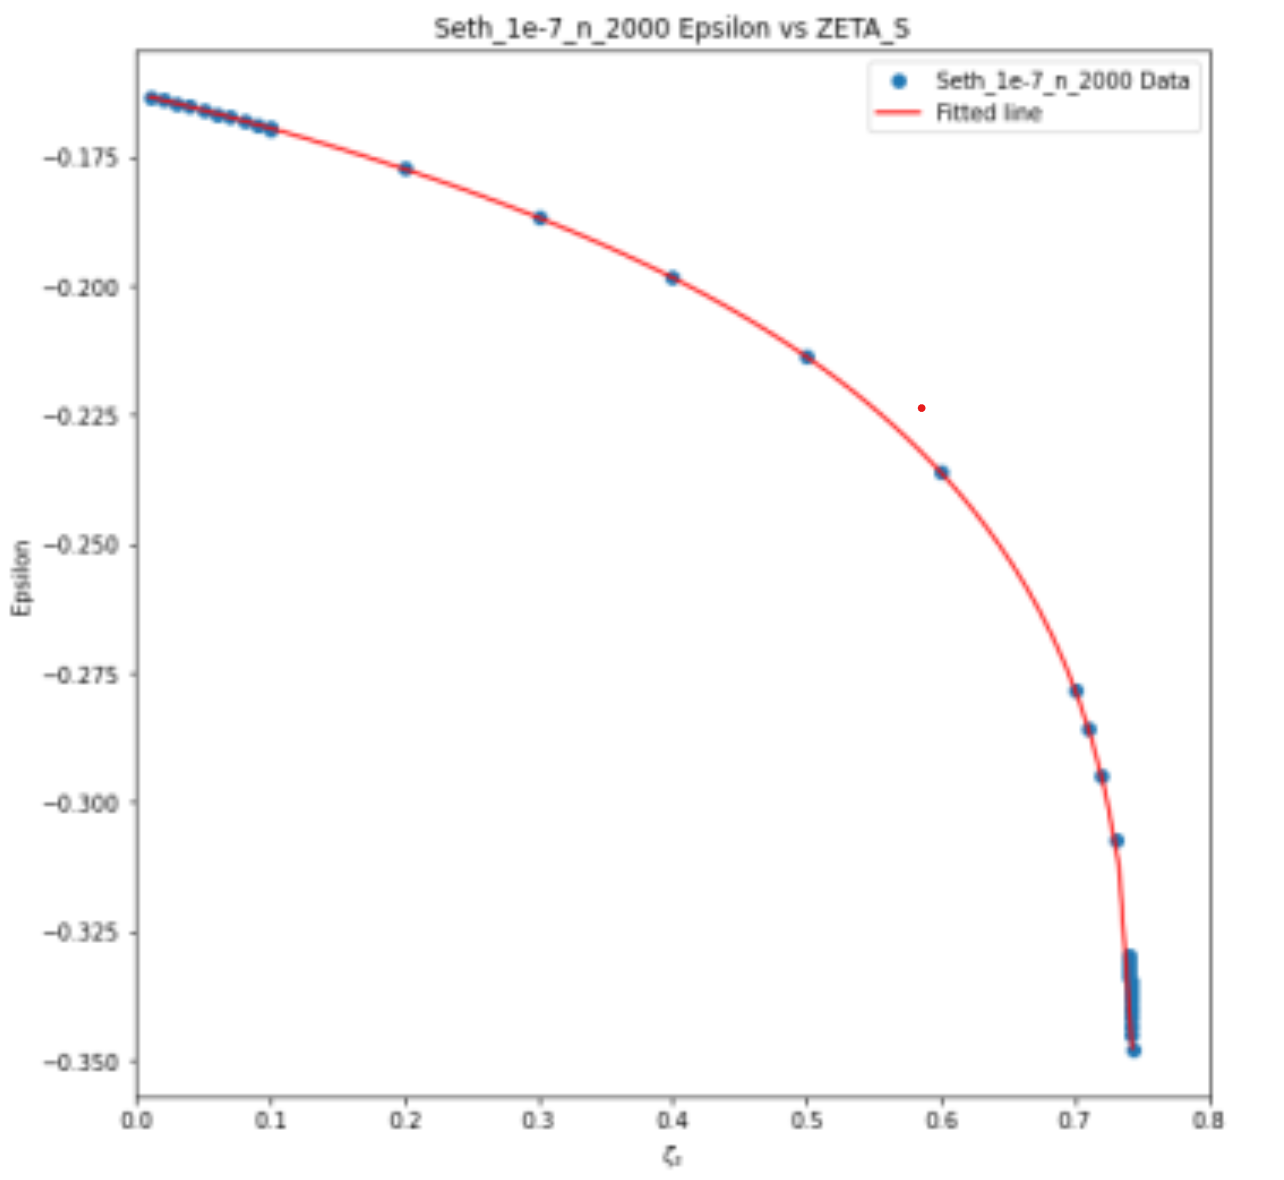 Seth_1e-7_n_2000 Epsilon vs ZETA_S
Seth_1e-7_n_2000 Data
Fitted line
−0.175
−0.200
−0.225
−0.250
−0.275
−0.300
−0.325
−0.350
Epsilon
0.0 0.1 0.2 0.3 0.4 0.5 0.6 0.7 0.8
ζ